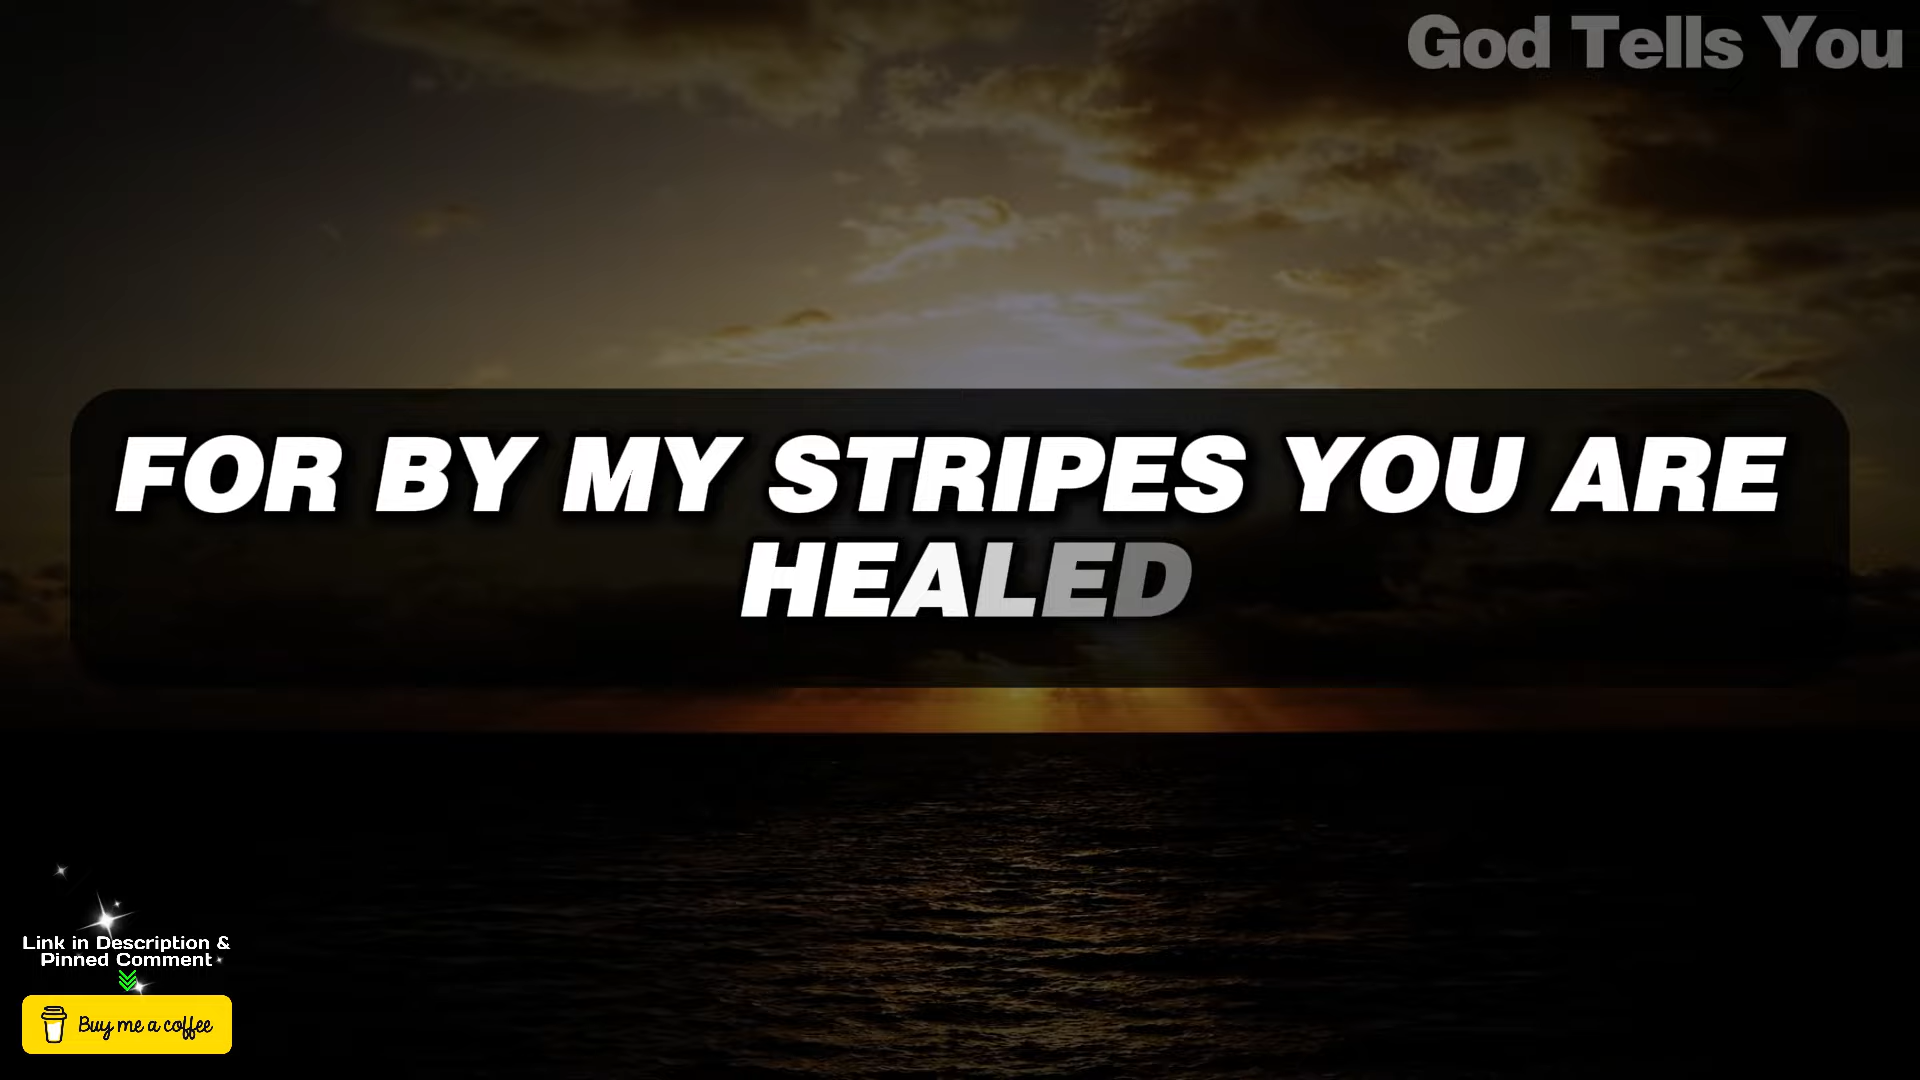 God Tells You
FOR BY MY STRIPES YOU ARE
HEALED
Link in Description &
Pinned Comment
Buy me a coffee